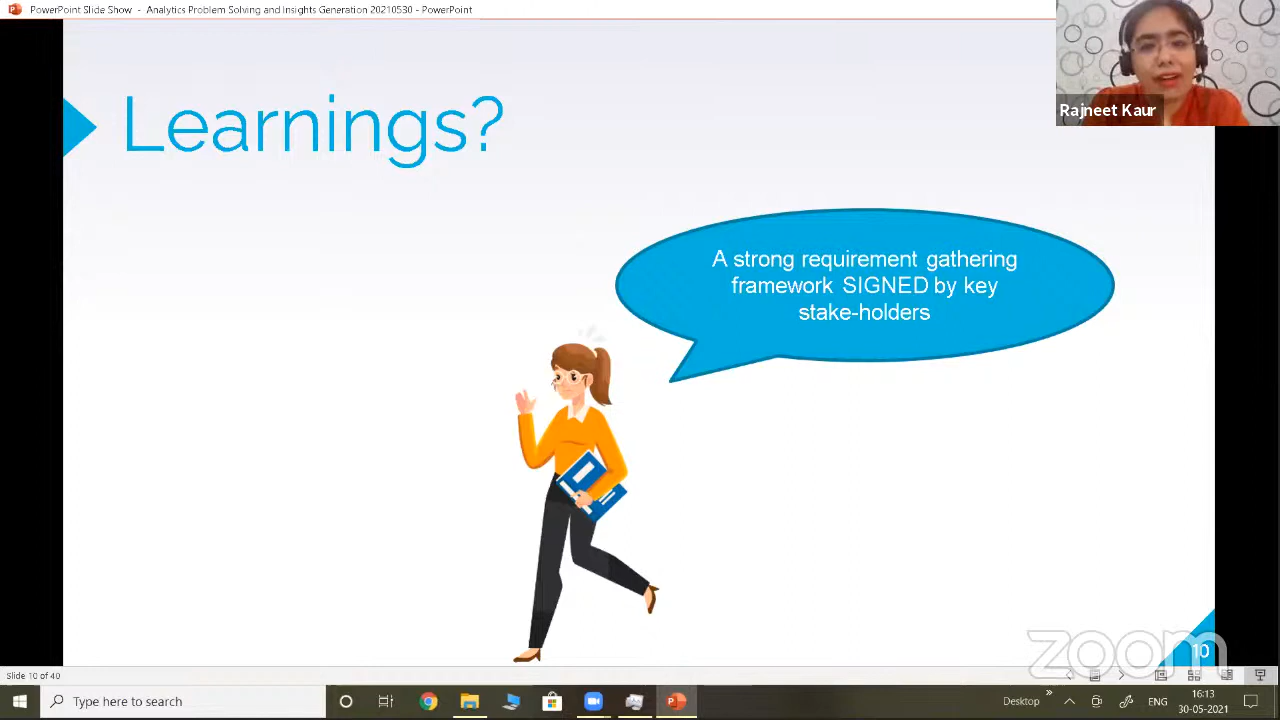 PowerPoint Slide Show - Analytics Problem Solving and Insights Generation 20210530 - PowerPoint
Rajneet Kaur
Learnings?
A strong requirement gathering
framework SIGNED by key
stake-holders
zoom
10
Slide 10 of 40
Type here to search
Desktop
ENG
16:13
30-05-2021